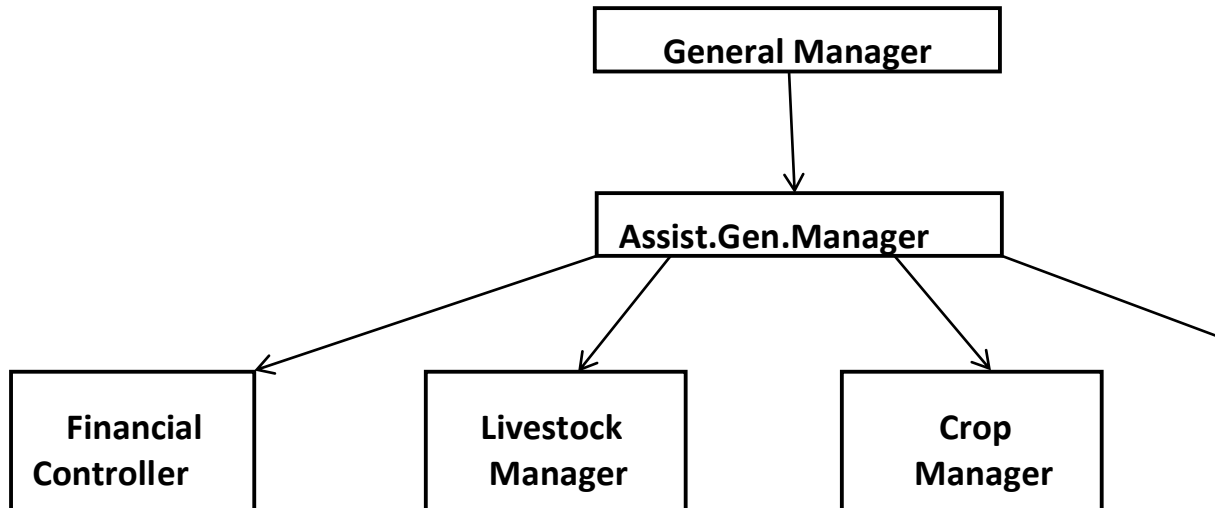 General Manager
Assist.Gen.Manager
Financial
Controller
Livestock
Manager
Crop
Manager